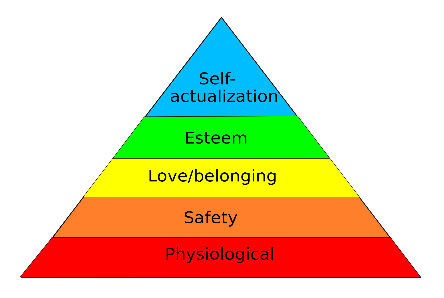 Self-
actualization
Esteem
Love/belonging
Safety
Physiological